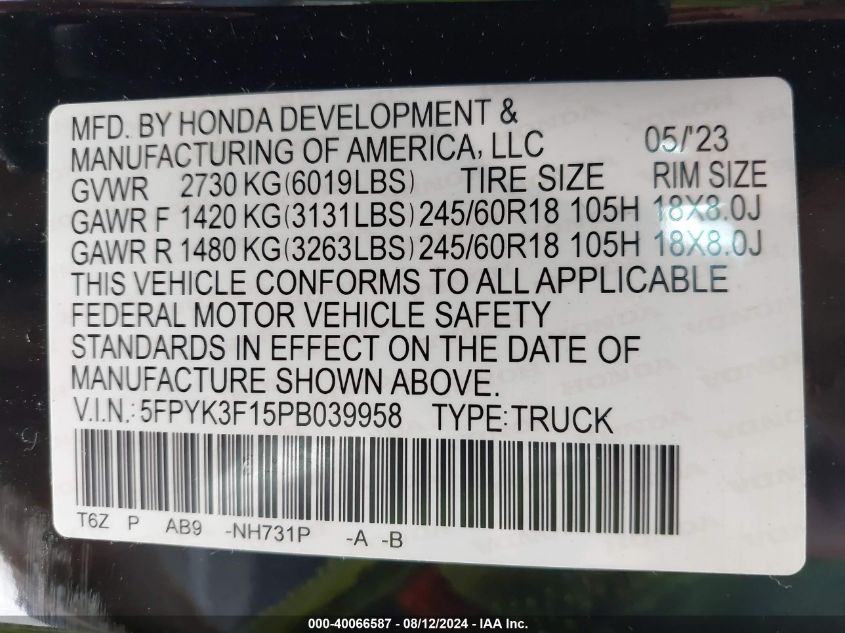 MFD. BY HONDA DEVELOPMENT &
MANUFACTURING OF AMERICA, LLC 05/'23
GVWR 2730 KG(6019LBS) TIRE SIZE RIM SIZE
GAWR F 1420 KG(3131LBS) 245/60R18 105H 18X8.0J
GAWR R 1480 KG(3263LBS) 245/60R18 105H 18X8.0J
THIS VEHICLE CONFORMS TO ALL APPLICABLE
FEDERAL MOTOR VEHICLE SAFETY
STANDARDS IN EFFECT ON THE DATE OF
MANUFACTURE SHOWN ABOVE.
V.I.N.: 5FPYK3F15PB039958 TYPE: TRUCK
T6Z P AB9 -NH731P -A -B
000-40066587 - 08/12/2024 - IAA Inc.